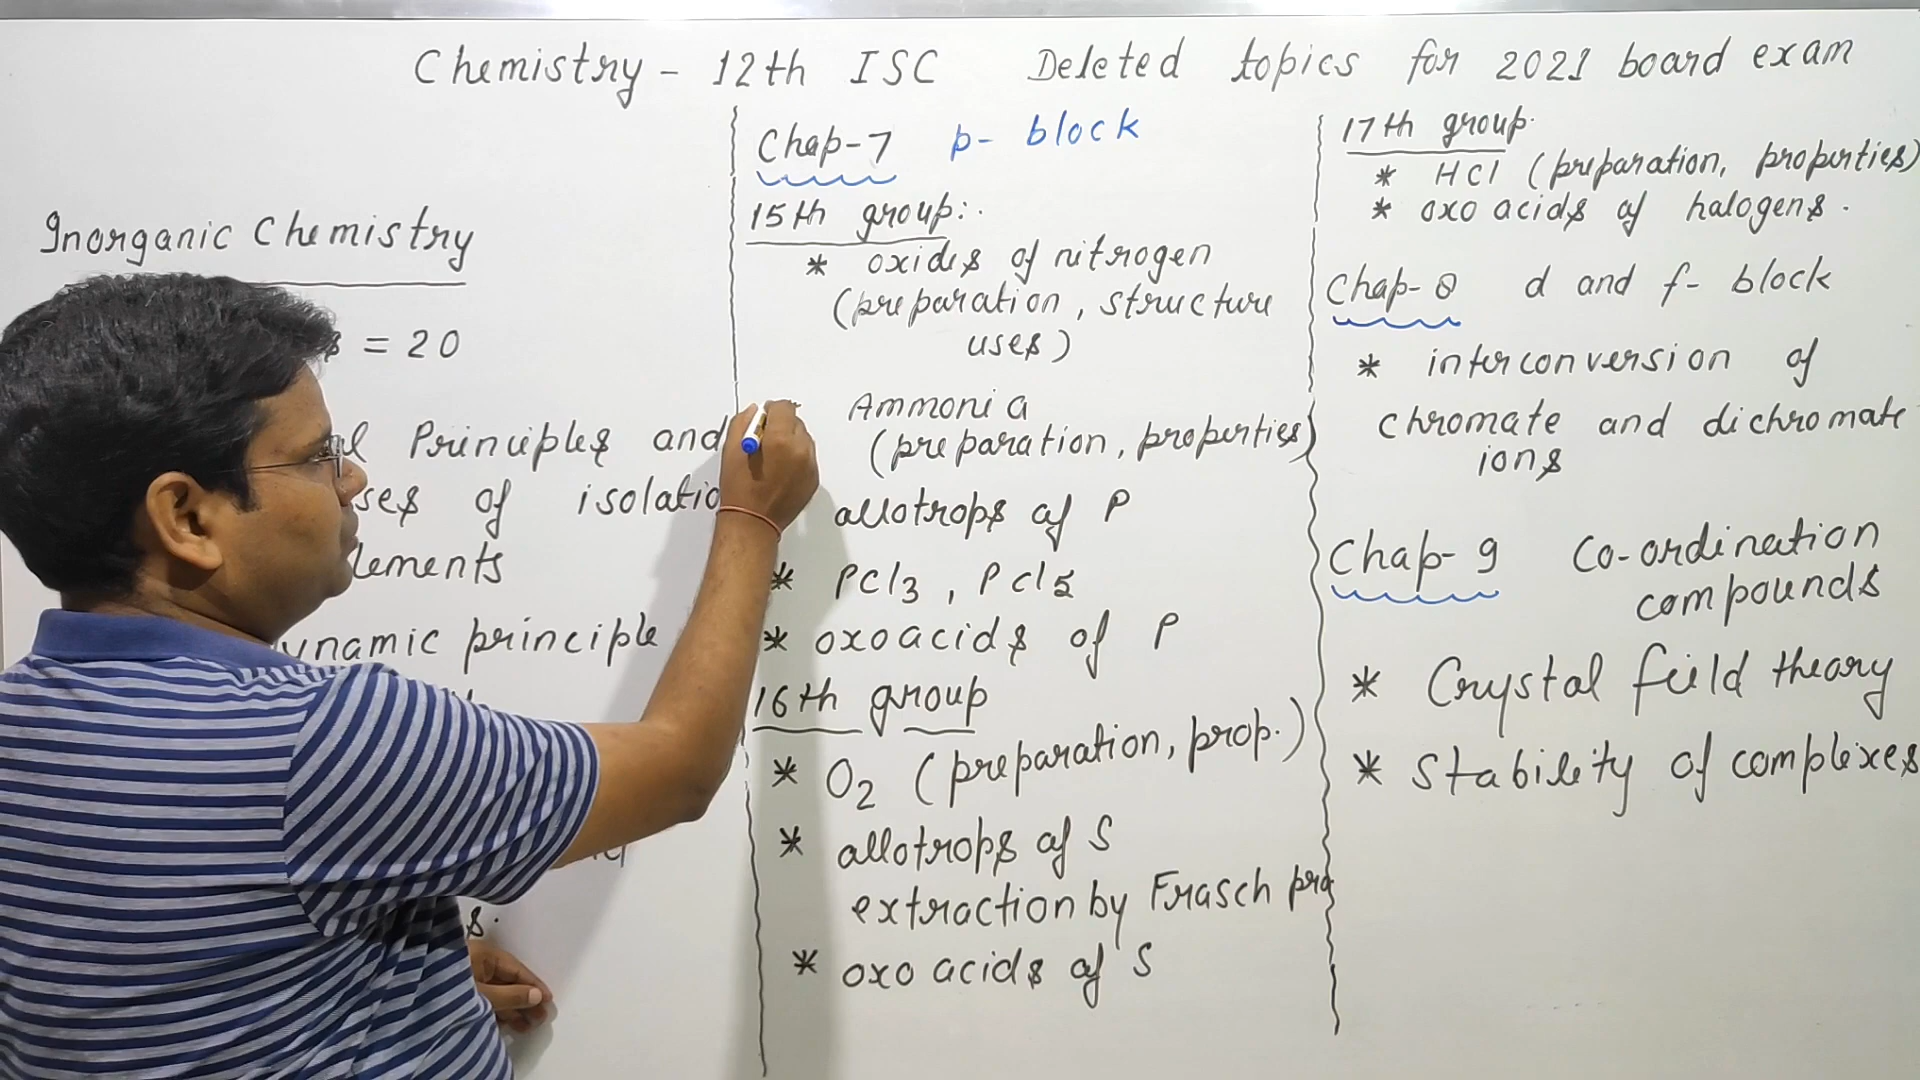 Chemistry - 12th ISC Deleted topics for 2021 board exam
Inorganic Chemistry
= 20
Principles and
of
lements
principle
Chap-7 p-block
15th group:.
* oxides of nitrogen
(preparation, structure
uses)
Ammonia
(preparation, properties)
allotrops of P
* PCl3, PCl5
* oxoacids of P
16th group
* O2 (preparation, prop.)
* allotrops of S
extraction by Frasch pro
* oxo acids of S
17th group.
* HCl (preparation, properties)
* oxo acids of halogens.
Chap-8 d and f-block
* interconversion of
chromate and dichromate
ions
Chap-9 Co-ordination
compounds
* Crystal field theory
* Stability of complexes